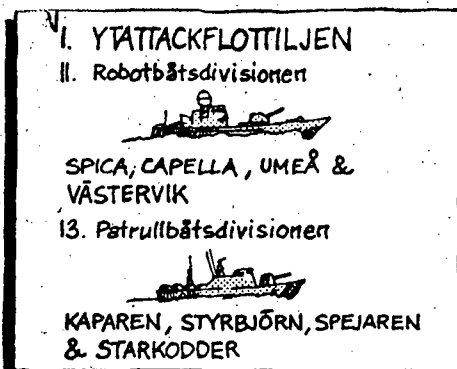 1. YTATTACKFLOTTILJEN
11. Robotbåtsdivisionen
SPICA, CAPELLA, UMEÅ &
VÄSTERVIK
13. Patrullbåtsdivisionen
KAPAREN, STYRBJÖRN, SPEJAREN
& STARKODDER